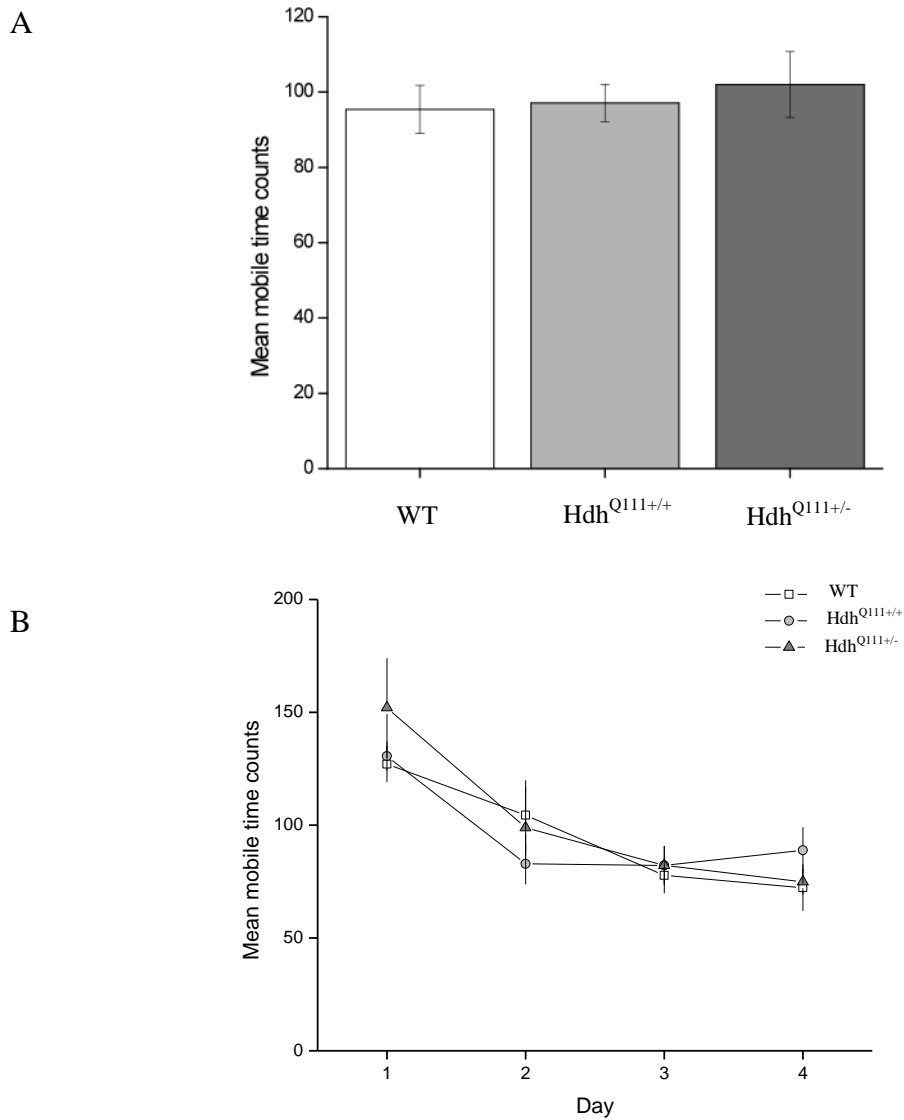 A
120
100
80
60
40
20
0
Mean mobile time counts
WT Hdh^Q111+/+ Hdh^Q111+/-
B
WT
Hdh^Q111+/+
Hdh^Q111+/-
200
150
100
50
0
Mean mobile time counts
1 2 3 4
Day